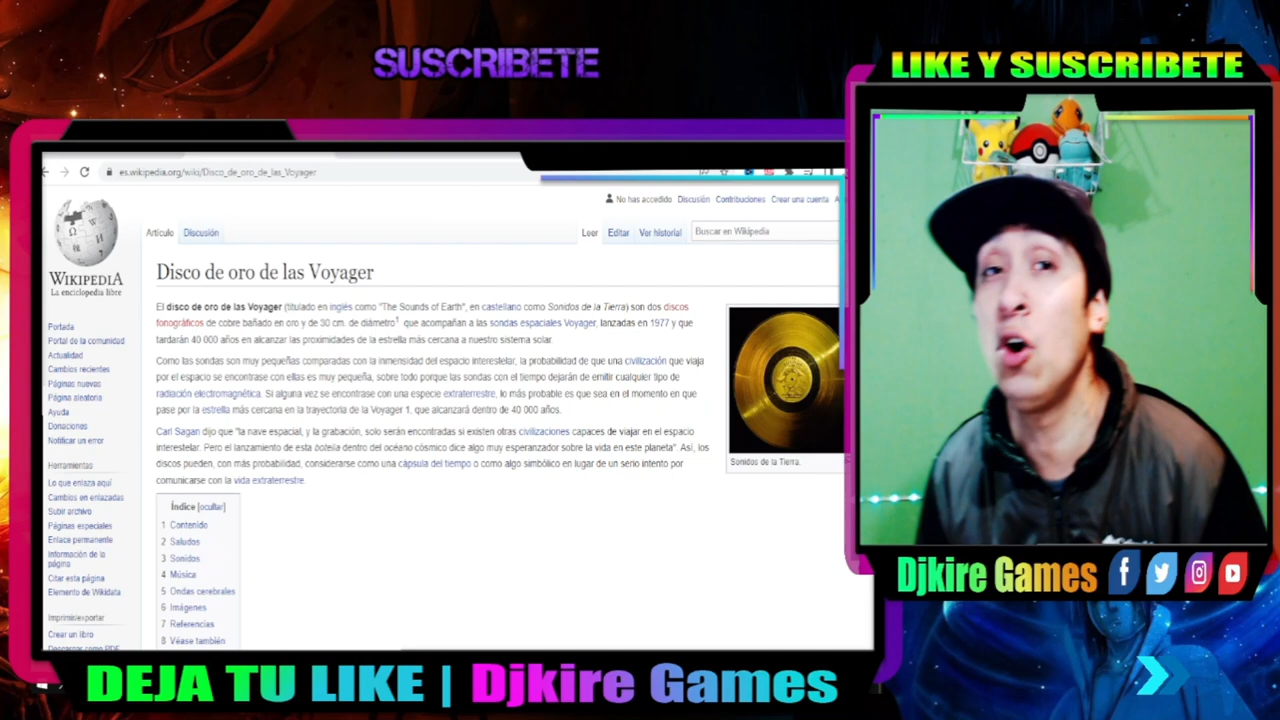 SUSCRIBETE
LIKE Y SUSCRIBETE
es.wikipedia.org/wiki/Disco_de_oro_de_las_Voyager
No has accedido Discusión Contribuciones Crear una cuenta
Artículo Discusión Leer Editar Ver historial Buscar en Wikipedia
WIKIPEDIA
La enciclopedia libre
Disco de oro de las Voyager
El disco de oro de las Voyager (titulado en inglés como "The Sounds of Earth", en castellano como Sonidos de la Tierra) son dos discos
fonográficos de cobre bañado en oro y de 30 cm. de diámetro1 que acompañan a las sondas espaciales Voyager, lanzadas en 1977 y que
tardarán 40 000 años en alcanzar las proximidades de la estrella más cercana a nuestro sistema solar.
Como las sondas son muy pequeñas comparadas con la inmensidad del espacio interestelar, la probabilidad de que una civilización que viaja
por el espacio se encontrase con ellas es muy pequeña, sobre todo porque las sondas con el tiempo dejarán de emitir cualquier tipo de
radiación electromagnética. Si alguna vez se encontrase con una especie extraterrestre, lo más probable es que sea en el momento en que
pase por la estrella más cercana en la trayectoria de la Voyager 1, que alcanzará dentro de 40 000 años.
Carl Sagan dijo que "la nave espacial, y la grabación, solo serán encontradas si existen otras civilizaciones capaces de viajar en el espacio
interestelar. Pero el lanzamiento de esta botella dentro del océano cósmico dice algo muy esperanzador sobre la vida en este planeta". Así, los
discos pueden, con más probabilidad, considerarse como una cápsula del tiempo o como algo simbólico en lugar de un serio intento por
comunicarse con la vida extraterrestre.
Sonidos de la Tierra.
Portada
Portal de la comunidad
Actualidad
Cambios recientes
Páginas nuevas
Página aleatoria
Ayuda
Donaciones
Notificar un error
Herramientas
Lo que enlaza aquí
Cambios en enlazadas
Subir archivo
Páginas especiales
Enlace permanente
Información de la
página
Citar esta página
Elemento de Wikidata
Imprimir/exportar
Crear un libro
Descargar como PDF
Índice [ocultar]
1 Contenido
2 Saludos
3 Sonidos
4 Música
5 Ondas cerebrales
6 Imágenes
7 Referencias
8 Véase también
Djkire Games
DEJA TU LIKE | Djkire Games